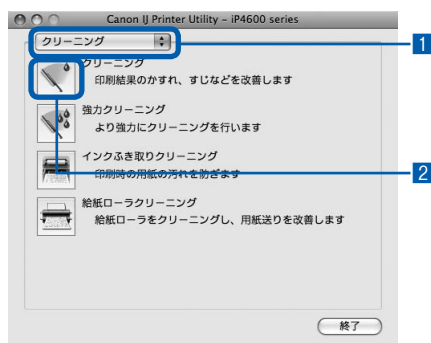 Canon IJ Printer Utility – iP4600 series
クリーニング
1
クリーニング
印刷結果のかすれ、すじなどを改善します
強力クリーニング
より強力にクリーニングを行います
インクふき取りクリーニング
印刷時の用紙の汚れを防ぎます
2
給紙ローラクリーニング
給紙ローラをクリーニングし、用紙送りを改善します
終了